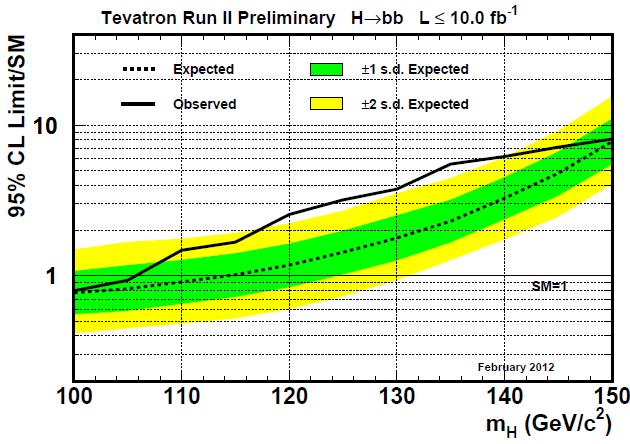 Tevatron Run II Preliminary H→bb L ≤ 10.0 fb⁻¹
95% CL Limit/SM
Expected
±1 s.d. Expected
Observed
±2 s.d. Expected
10
1
SM=1
February 2012
100 110 120 130 140 150
m_H (GeV/c²)